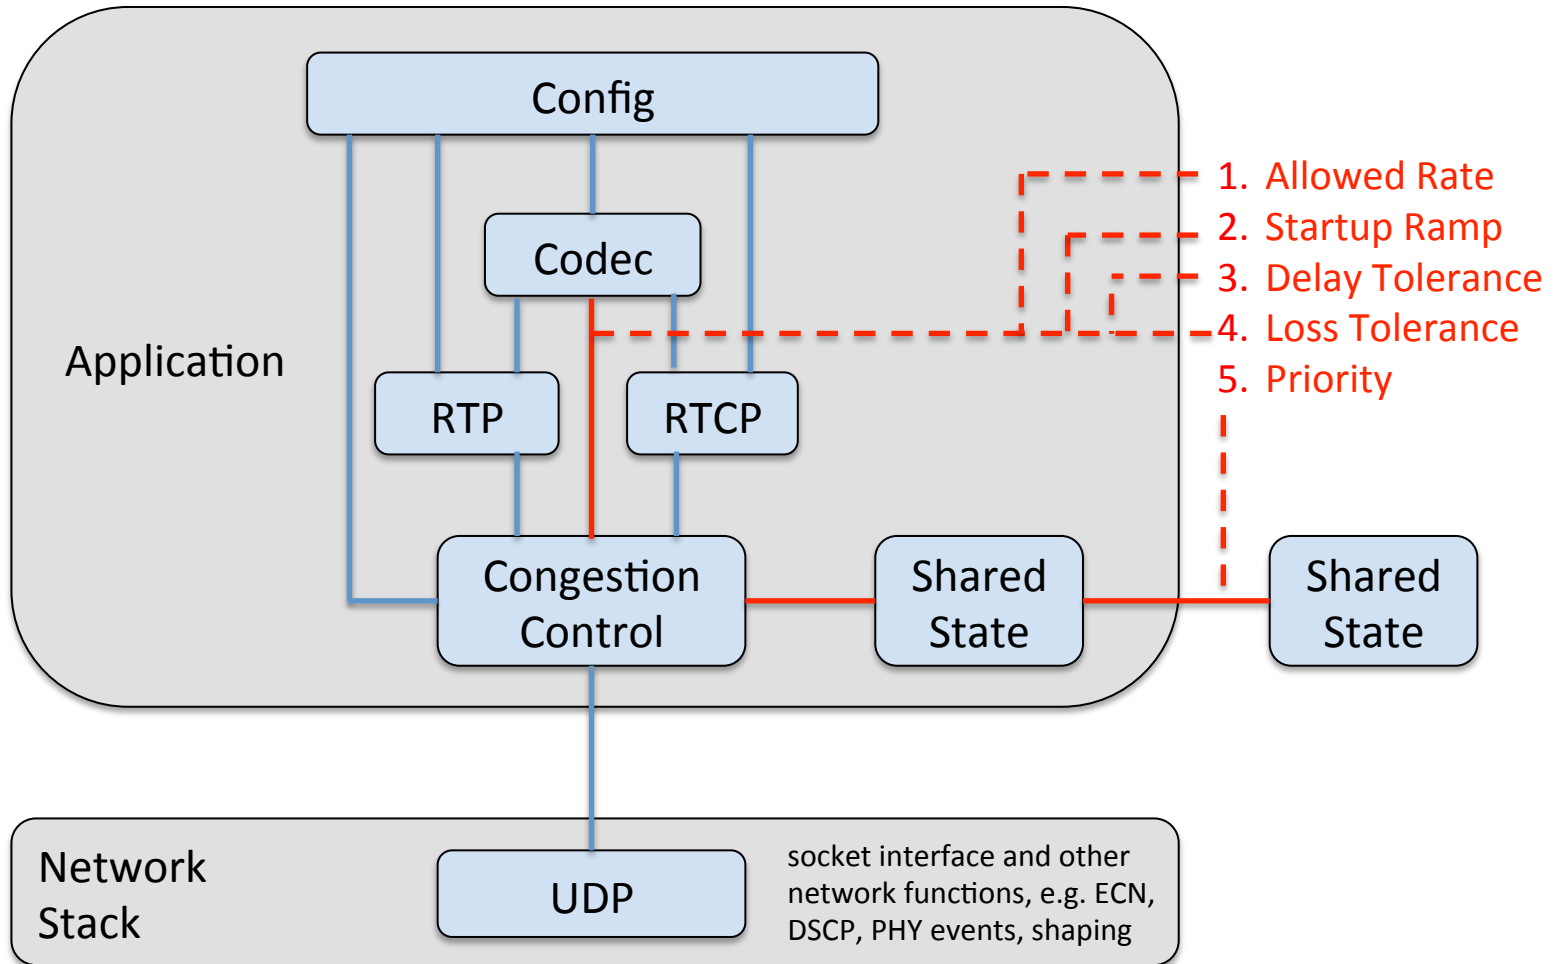 Config
Codec
Application
RTP
RTCP
1. Allowed Rate
2. Startup Ramp
3. Delay Tolerance
4. Loss Tolerance
5. Priority
Congestion
Control
Shared
State
Shared
State
Network
Stack
UDP
socket interface and other
network functions, e.g. ECN,
DSCP, PHY events, shaping